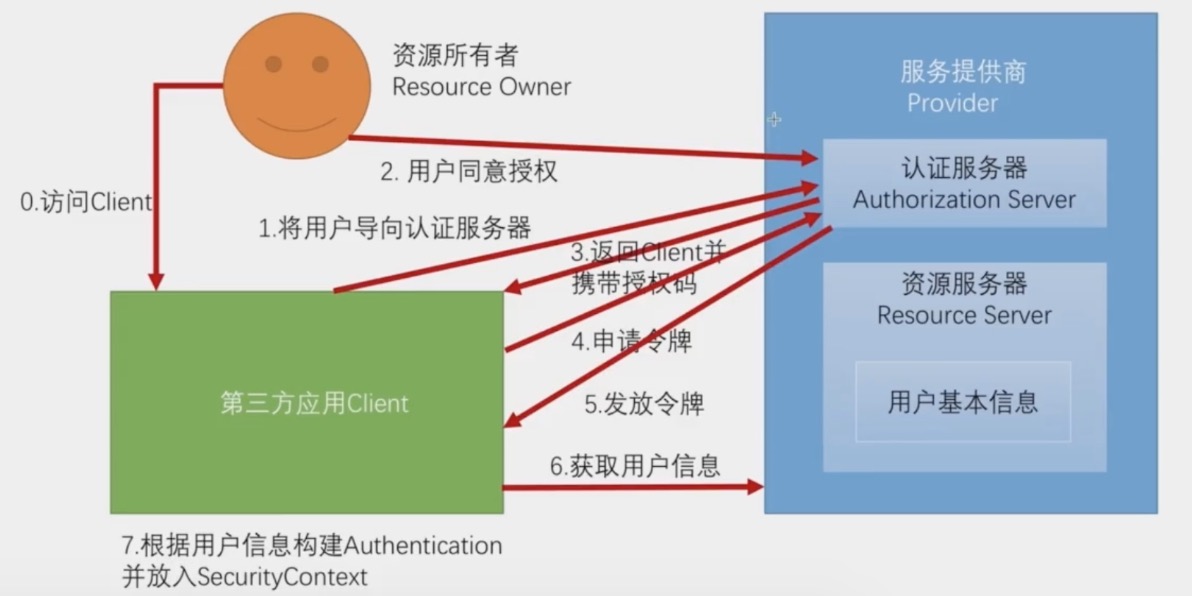 资源所有者
Resource Owner
服务提供商
Provider
2. 用户同意授权
认证服务器
Authorization Server
0.访问Client
1.将用户导向认证服务器
3.返回Client并
携带授权码
资源服务器
Resource Server
4.申请令牌
第三方应用Client
5.发放令牌
用户基本信息
6.获取用户信息
7.根据用户信息构建Authentication
并放入SecurityContext